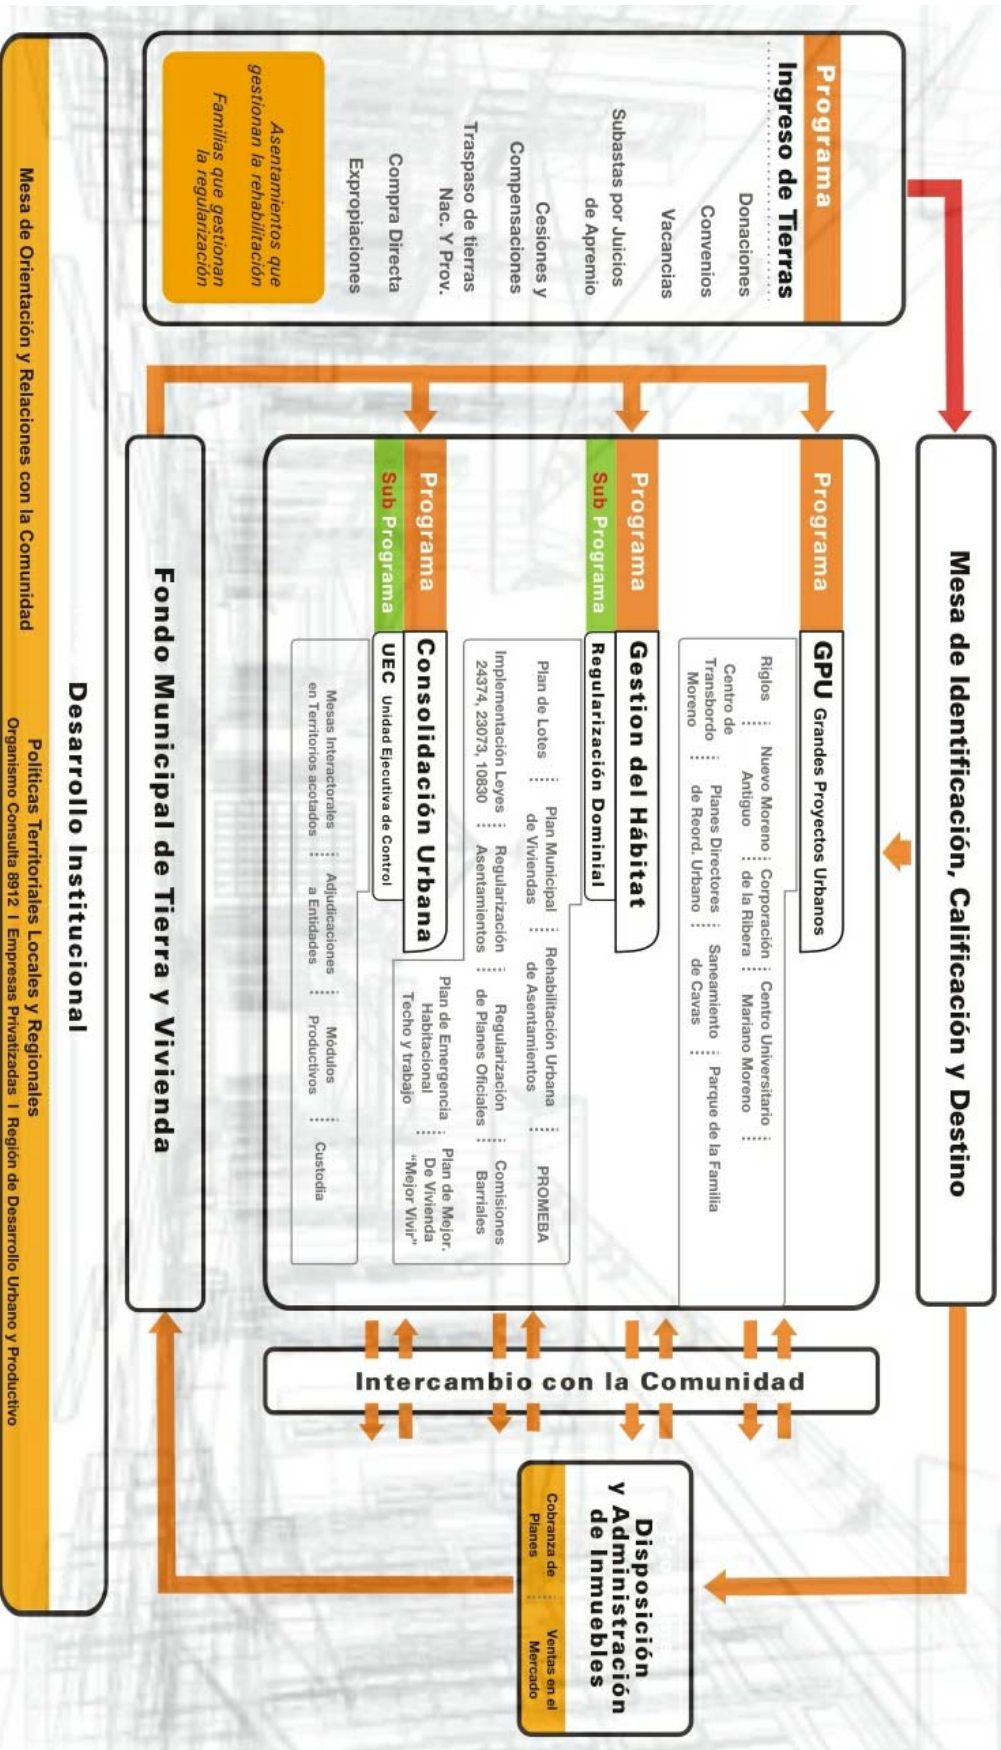 Programa
Ingreso de Tierras
Donaciones
Convenios
Vacancias
Subastas por Juicios
de Apremio
Cesiones y
Compensaciones
Traspaso de tierras
Nac. Y Prov.
Compra Directa
Expropiaciones
Asentamientos que
gestionan la rehabilitación
Familias que gestionan
la regularización
Mesa de Identificación, Calificación y Destino
Programa
GPU Grandes Proyectos Urbanos
Riglos
Nuevo Moreno
Antiguo
Corporación
de la Ribera
Centro Universitario
Mariano Moreno
Centro de
Transbordo
Moreno
Planes Directores
de Reord. Urbano
Saneamiento
de Cavas
Parque de la Familia
Programa
Gestion del Hábitat
Sub Programa
Regularización Dominial
Plan de Lotes
Plan Municipal
de Viviendas
Rehabilitación Urbana
de Asentamientos
PROMEBA
Implementación Leyes
24374, 23073, 10830
Regularización
Asentamientos
Regularización
de Planes Oficiales
Comisiones
Barriales
Plan de Emergencia
Habitacional
Techo y trabajo
Plan de Mejor.
De Vivienda
“Mejor Vivir”
Programa
Consolidación Urbana
Sub Programa
UEC Unidad Ejecutiva de Control
Mesas Interactorales
en Territorios acotados
Adjudicaciones
a Entidades
Módulos
Productivos
Custodia
Intercambio con la Comunidad
Disposición
y Administración
de Inmuebles
Cobranza de
Planes
Ventas en el
Mercado
Fondo Municipal de Tierra y Vivienda
Desarrollo Institucional
Mesa de Orientación y Relaciones con la Comunidad
Políticas Territoriales Locales y Regionales
Organismo Consulta 8912 I Empresas Privatizadas I Región de Desarrollo Urbano y Productivo